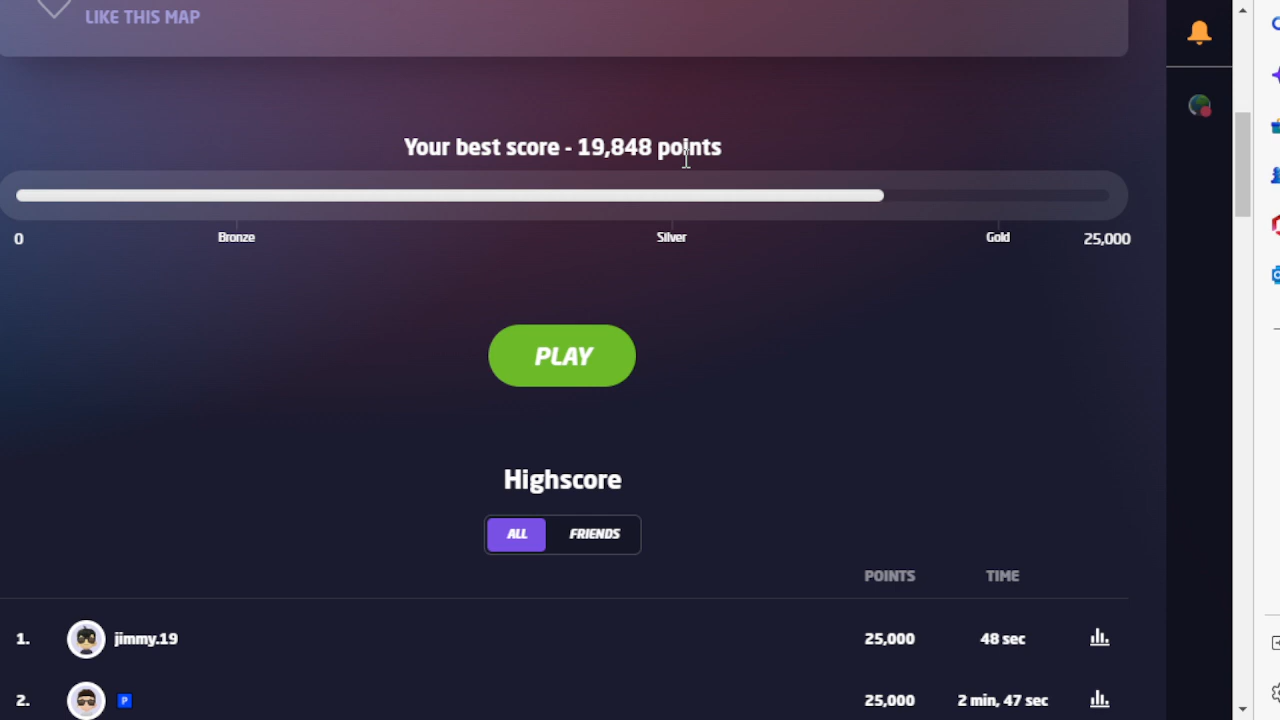 LIKE THIS MAP
Your best score - 19,848 points
0 Bronze Silver Gold 25,000
PLAY
Highscore
ALL FRIENDS
POINTS TIME
1. jimmy.19 25,000 48 sec
2. P 25,000 2 min, 47 sec